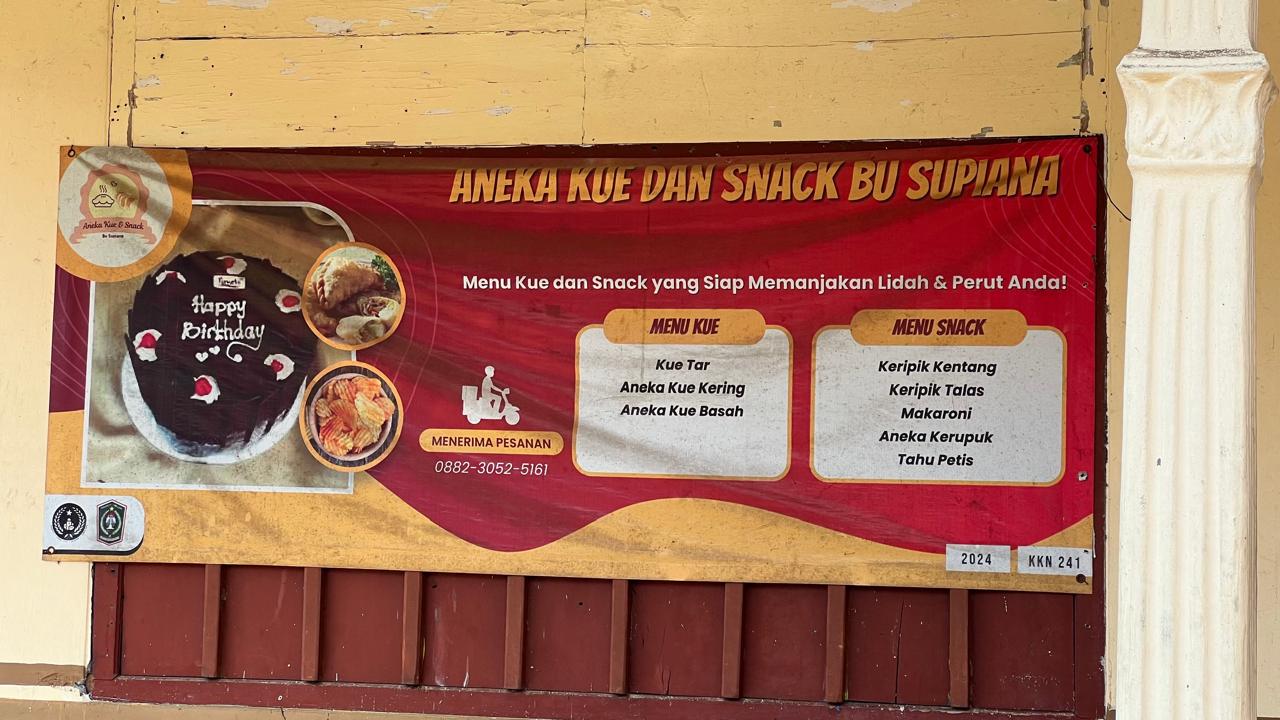 ANEKA KUE DAN SNACK BU SUPIANA
Aneka Kue & Snack
Bu Supiana
Happy
Birthday
Menu Kue dan Snack yang Siap Memanjakan Lidah & Perut Anda!
MENERIMA PESANAN
0882-3052-5161
MENU KUE
Kue Tar
Aneka Kue Kering
Aneka Kue Basah
MENU SNACK
Keripik Kentang
Keripik Talas
Makaroni
Aneka Kerupuk
Tahu Petis
2024
KKN 241